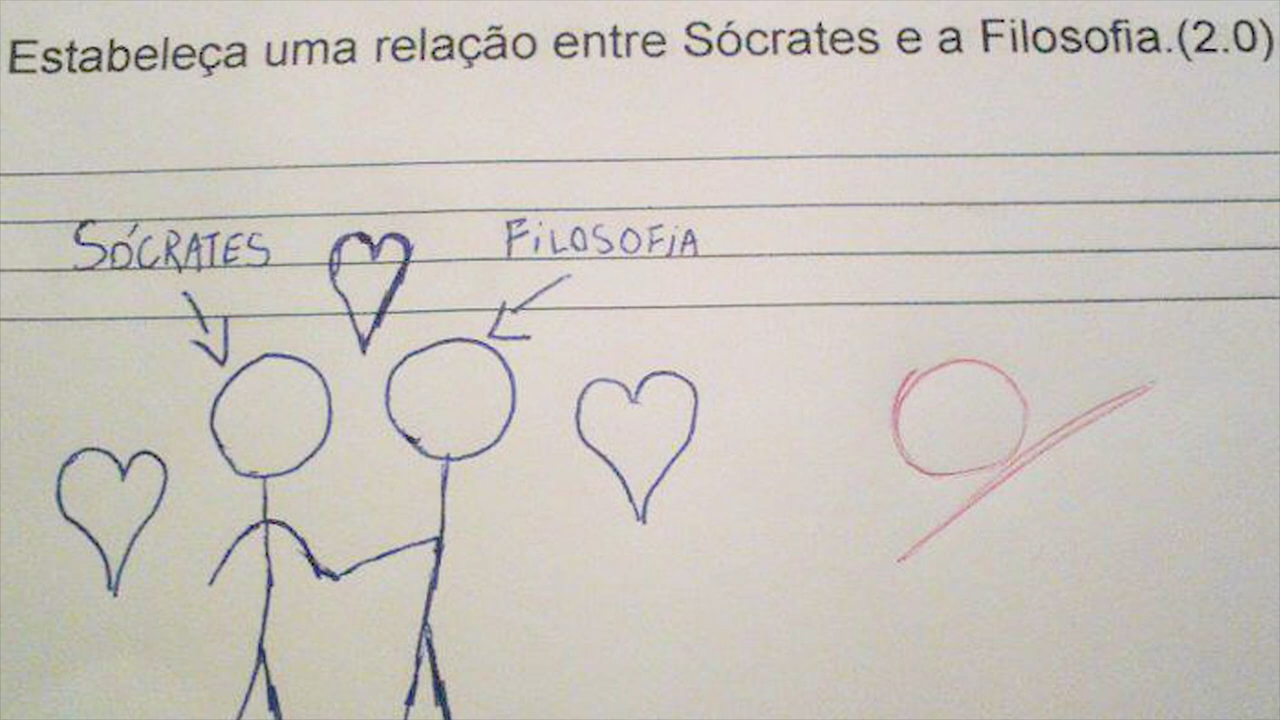 Estabeleça uma relação entre Sócrates e a Filosofia.(2.0)
SÓCRATES FiLOSOFiA